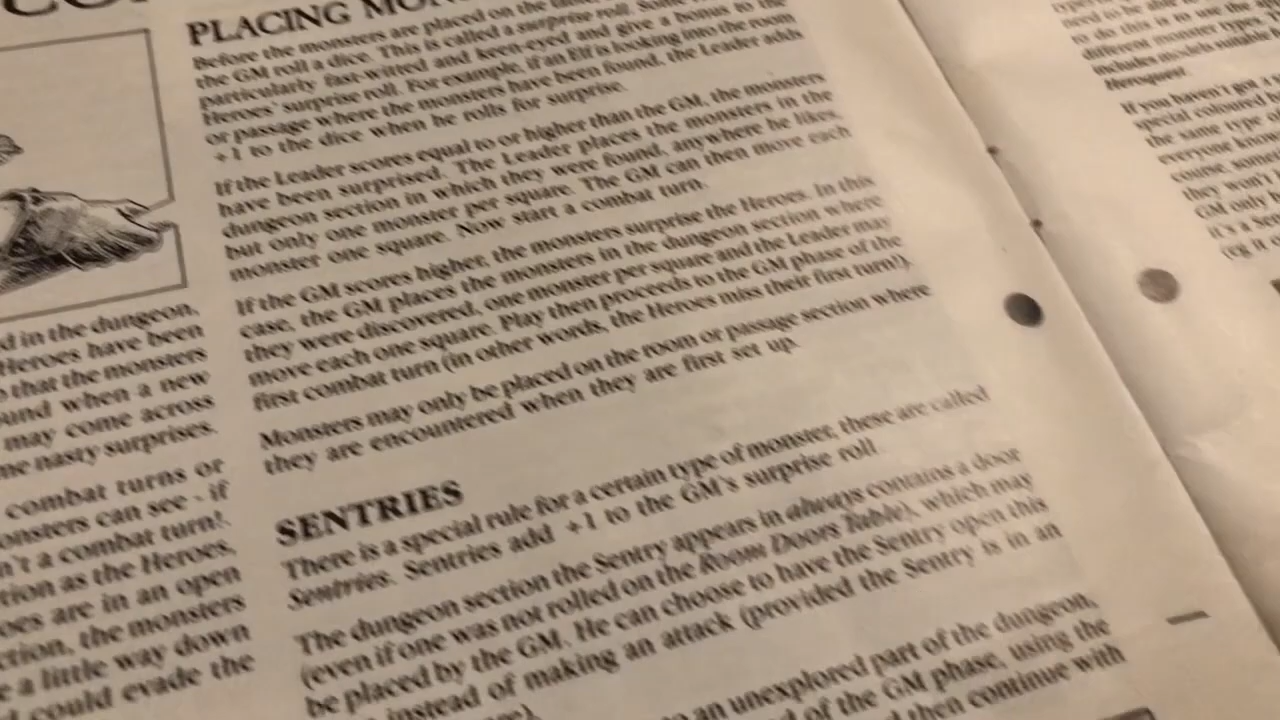 PLACING MON
Before the monsters are placed on the
the GM roll a dice. This is called a surprise roll.
particularly fast-witted and keen-eyed and give a bonus to the
Heroes' surprise roll. For example, if an Elf is looking into the room
or passage where the monsters have been found, the Leader adds
+1 to the dice when he rolls for surprise.
If the Leader scores equal to or higher than the GM, the monsters
have been surprised. The Leader places the monsters in the
dungeon section in which they were found, anywhere he likes,
but only one monster per square. The GM can then move each
monster one square. Now start a combat turn.
If the GM scores higher, the monsters surprise the Heroes. In this
case, the GM places the monsters in the dungeon section where
they were discovered, one monster per square and the Leader may
move each one square. Play then proceeds to the GM phase of the
first combat turn (in other words, the Heroes miss their first turn!).
Monsters may only be placed on the room or passage section where
they are encountered when they are first set up.
SENTRIES
There is a special rule for a certain type of monster, these are called
Sentries. Sentries add +1 to the GM's surprise roll.
The dungeon section the Sentry appears in always contains a door
(even if one was not rolled on the Room Doors Table), which may
be placed by the GM. He can choose to have the Sentry open this
instead of making an attack (provided the Sentry is in an
an unexplored part of the dungeon,
of the GM phase, using the
then continue with
d in the dungeon.
Heroes have been
that the monsters
und when a new
may come across
me nasty surprises.
combat turns or
onsters can see - if
n't a combat turn!
tion as the Heroes,
oes are in an open
ction, the monsters
e a little way down
could evade the
If you haven't got
special coloured
the same type
everyone know
course, some
they won't
GM only
it's a Sen